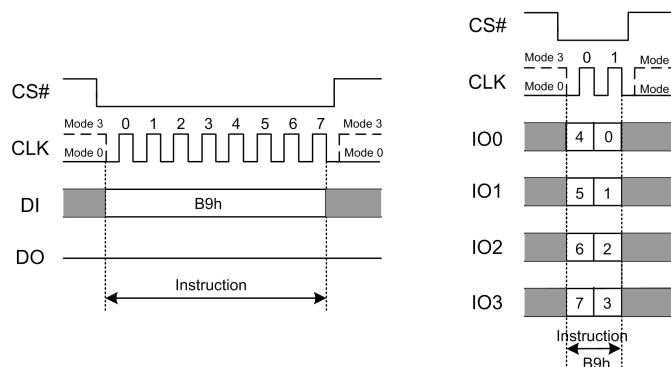 CS#
Mode 3 0 1 2 3 4 5 6 7 Mode 3
CLK
Mode 0 Mode 0
DI B9h
DO
Instruction
CS#
Mode 3 0 1 Mode
CLK
Mode 0 Mode
IO0 4 0
IO1 5 1
IO2 6 2
IO3 7 3
Instruction
B9h